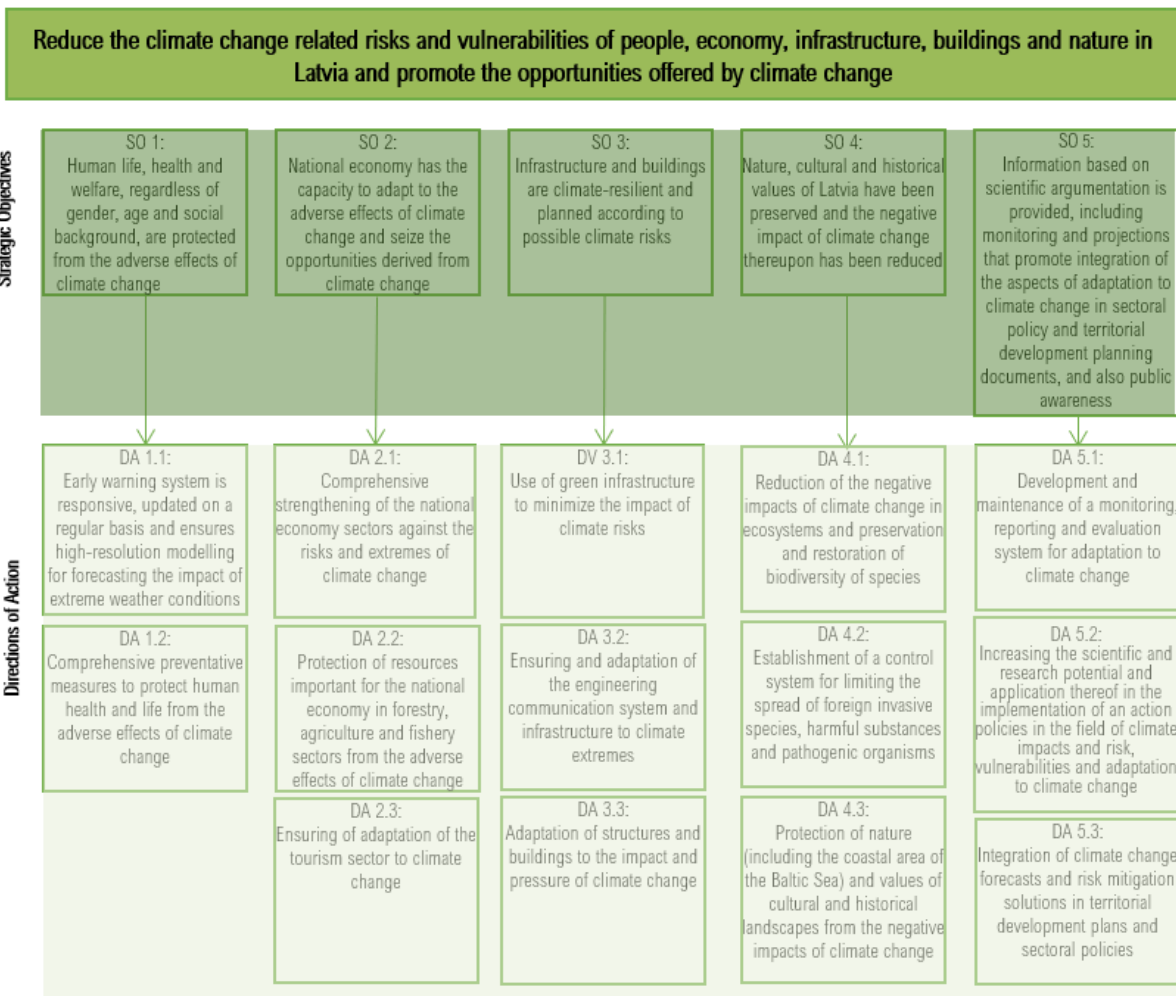 Reduce the climate change related risks and vulnerabilities of people, economy, infrastructure, buildings and nature in
Latvia and promote the opportunities offered by climate change
Strategic Objectives
SO 1:
Human life, health and
welfare, regardless of
gender, age and social
background, are protected
from the adverse effects of
climate change
SO 2:
National economy has the
capacity to adapt to the
adverse effects of climate
change and seize the
opportunities derived from
climate change
SO 3:
Infrastructure and buildings
are climate-resilient and
planned according to
possible climate risks
SO 4:
Nature, cultural and historical
values of Latvia have been
preserved and the negative
impact of climate change
thereupon has been reduced
SO 5:
Information based on
scientific argumentation is
provided, including
monitoring and projections
that promote integration of
the aspects of adaptation to
climate change in sectoral
policy and territorial
development planning
documents, and also public
awareness
Directions of Action
DA 1.1:
Early warning system is
responsive, updated on a
regular basis and ensures
high-resolution modelling
for forecasting the impact of
extreme weather conditions
DA 2.1:
Comprehensive
strengthening of the national
economy sectors against the
risks and extremes of
climate change
DV 3.1:
Use of green infrastructure
to minimize the impact of
climate risks
DA 4.1:
Reduction of the negative
impacts of climate change in
ecosystems and preservation
and restoration of
biodiversity of species
DA 5.1:
Development and
maintenance of a monitoring,
reporting and evaluation
system for adaptation to
climate change
DA 1.2:
Comprehensive preventative
measures to protect human
health and life from the
adverse effects of climate
change
DA 2.2:
Protection of resources
important for the national
economy in forestry,
agriculture and fishery
sectors from the adverse
effects of climate change
DA 3.2:
Ensuring and adaptation of
the engineering
communication system and
infrastructure to climate
extremes
DA 4.2:
Establishment of a control
system for limiting the
spread of foreign invasive
species, harmful substances
and pathogenic organisms
DA 5.2:
Increasing the scientific and
research potential and
application thereof in the
implementation of an action
policies in the field of climate
impacts and risk,
vulnerabilities and adaptation
to climate change
DA 2.3:
Ensuring of adaptation of the
tourism sector to climate
change
DA 3.3:
Adaptation of structures and
buildings to the impact and
pressure of climate change
DA 4.3:
Protection of nature
(including the coastal area of
the Baltic Sea) and values of
cultural and historical
landscapes from the negative
impacts of climate change
DA 5.3:
Integration of climate change
forecasts and risk mitigation
solutions in territorial
development plans and
sectoral policies